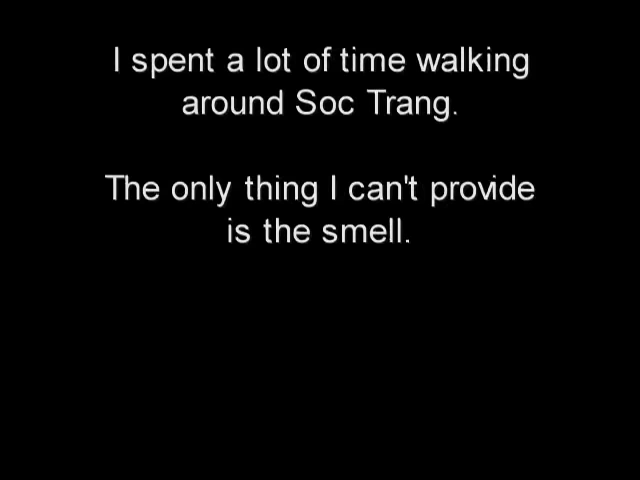 I spent a lot of time walking
around Soc Trang.
The only thing I can't provide
is the smell.